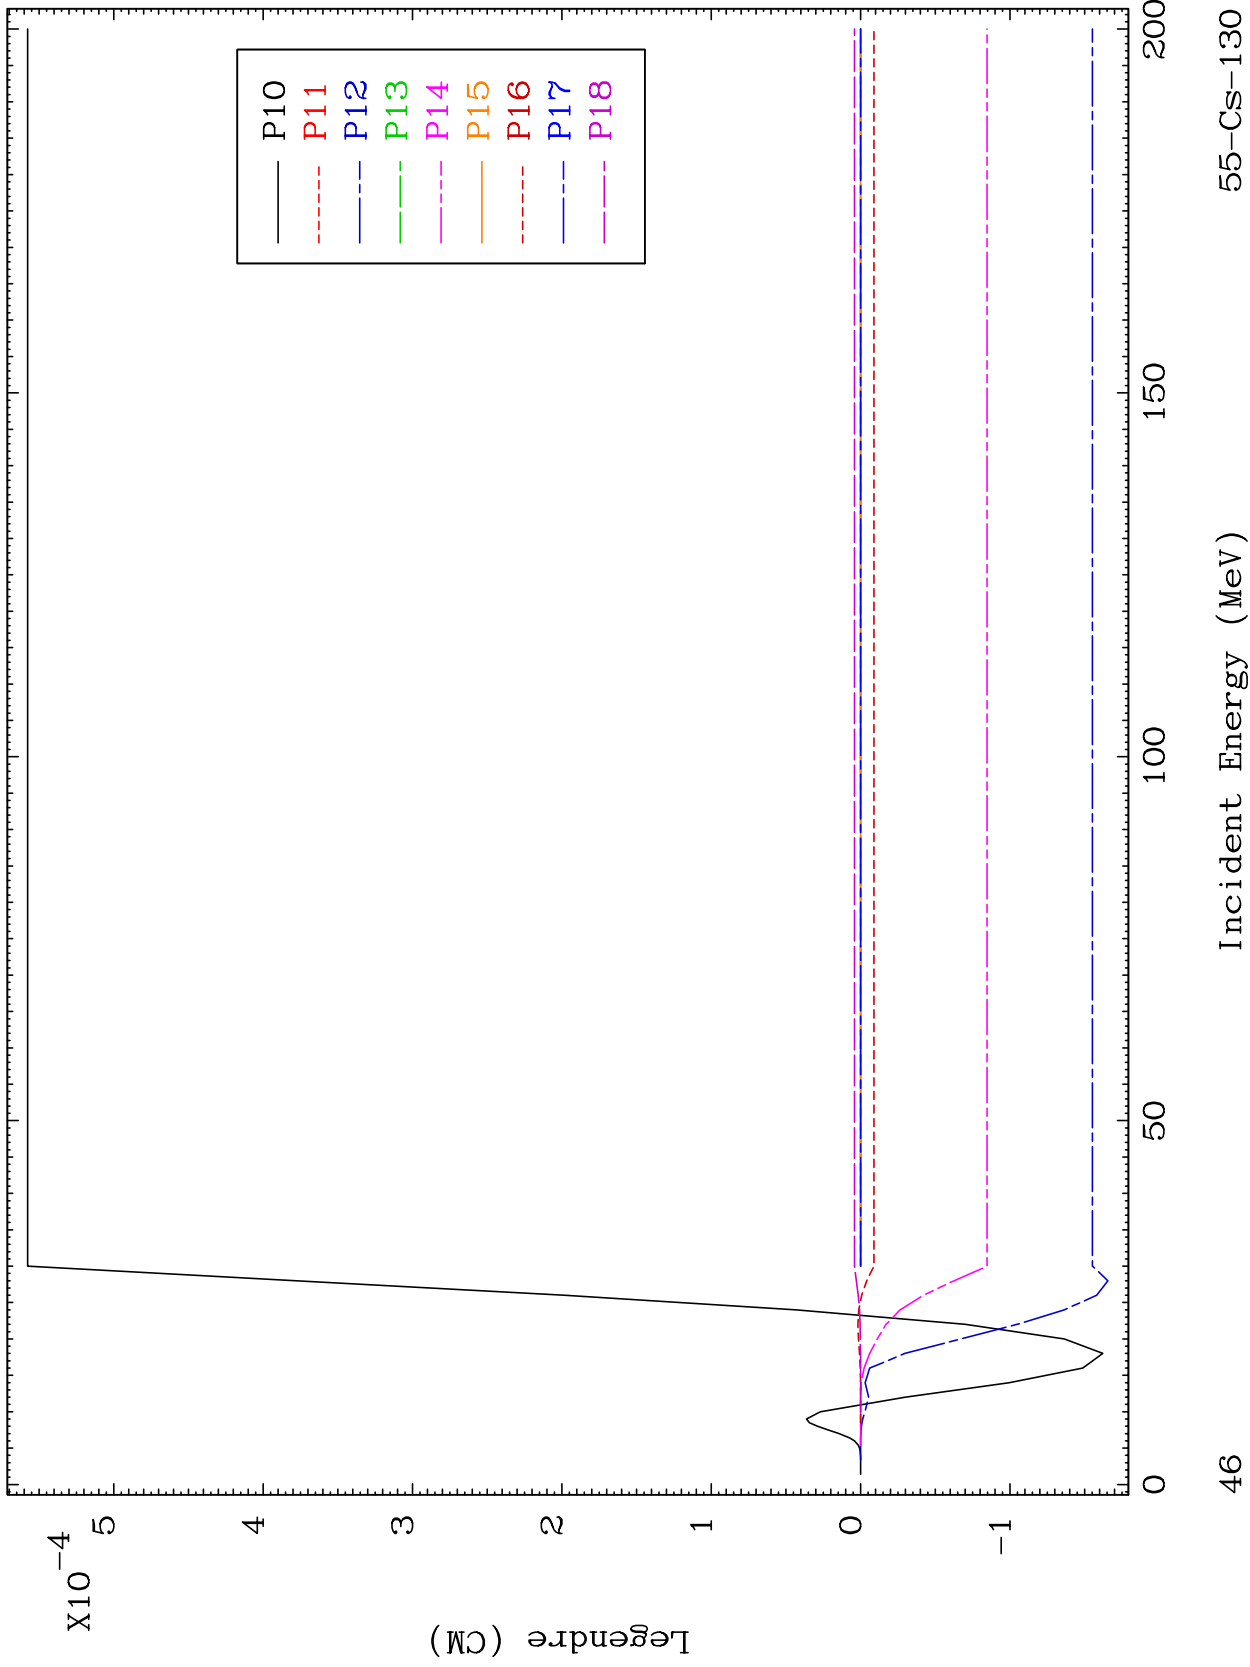 X10-4
5
4
3
2
1
0
-1
Legendre (CM)
P10
P11
P12
P13
P14
P15
P16
P17
P18
0
50
100
150
200
Incident Energy (MeV)
46
55-Cs-130